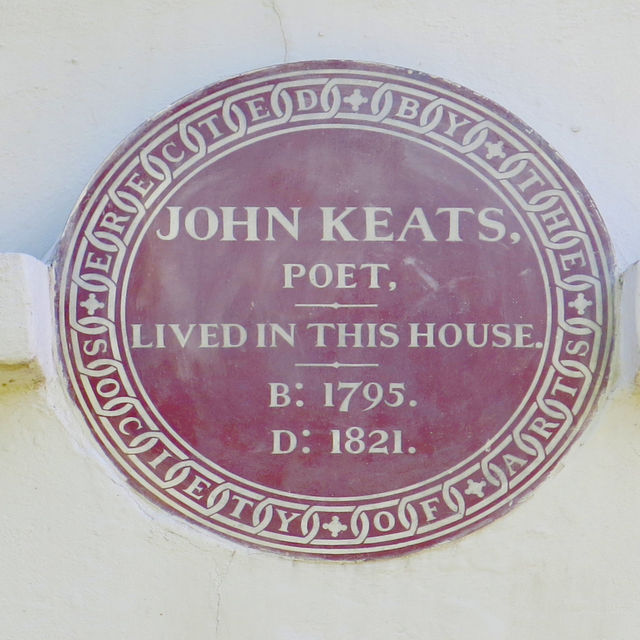 ERECTED BY THE
SOCIETY OF ARTS
JOHN KEATS,
POET,
LIVED IN THIS HOUSE.
B: 1795.
D: 1821.